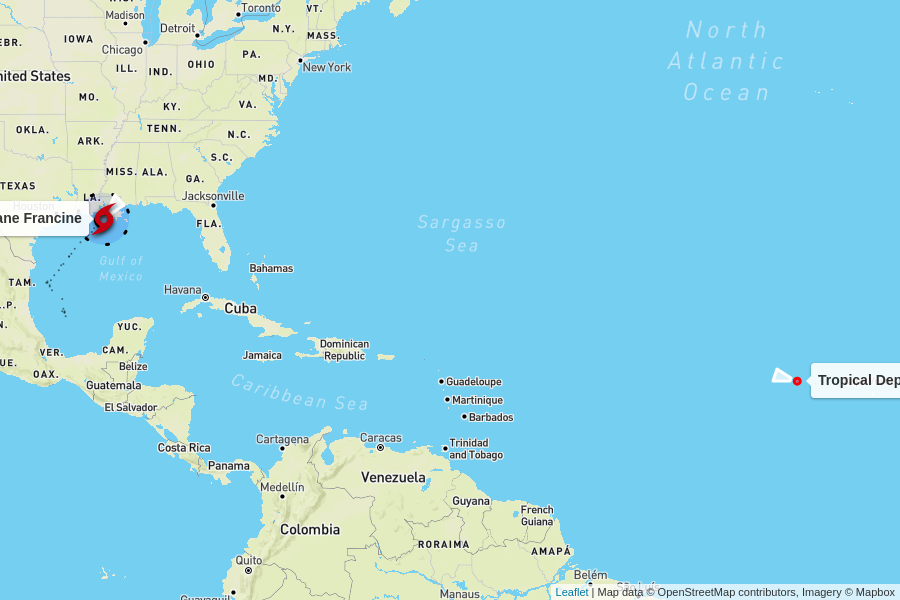 Madison
Toronto
VT.
EBR.
IOWA
Chicago
Detroit
N.Y.
MASS.
ILL.
IND.
OHIO
PA.
New York
nited States
MO.
MD.
KY.
VA.
OKLA.
TENN.
N.C.
ARK.
S.C.
MISS.
ALA.
GA.
TEXAS
LA.
Jacksonville
Houston
ane Francine
FLA.
North
Atlantic
Ocean
Sargasso
Sea
Gulf of
Mexico
Bahamas
TAM.
Havana
Cuba
L.P.
N.
YUC.
VER.
CAM.
Dominican
Republic
Jamaica
UE.
OAX.
Belize
Guatemala
Caribbean Sea
Guadeloupe
Martinique
Barbados
Tropical Dep
El Salvador
Costa Rica
Cartagena
Caracas
Trinidad
and Tobago
Panama
Venezuela
Medellín
Guyana
French
Guiana
Colombia
RORAIMA
AMAPÁ
Quito
Belém
São Luís
Guayaquil
Manaus
Leaflet | Map data © OpenStreetMap contributors, Imagery © Mapbox